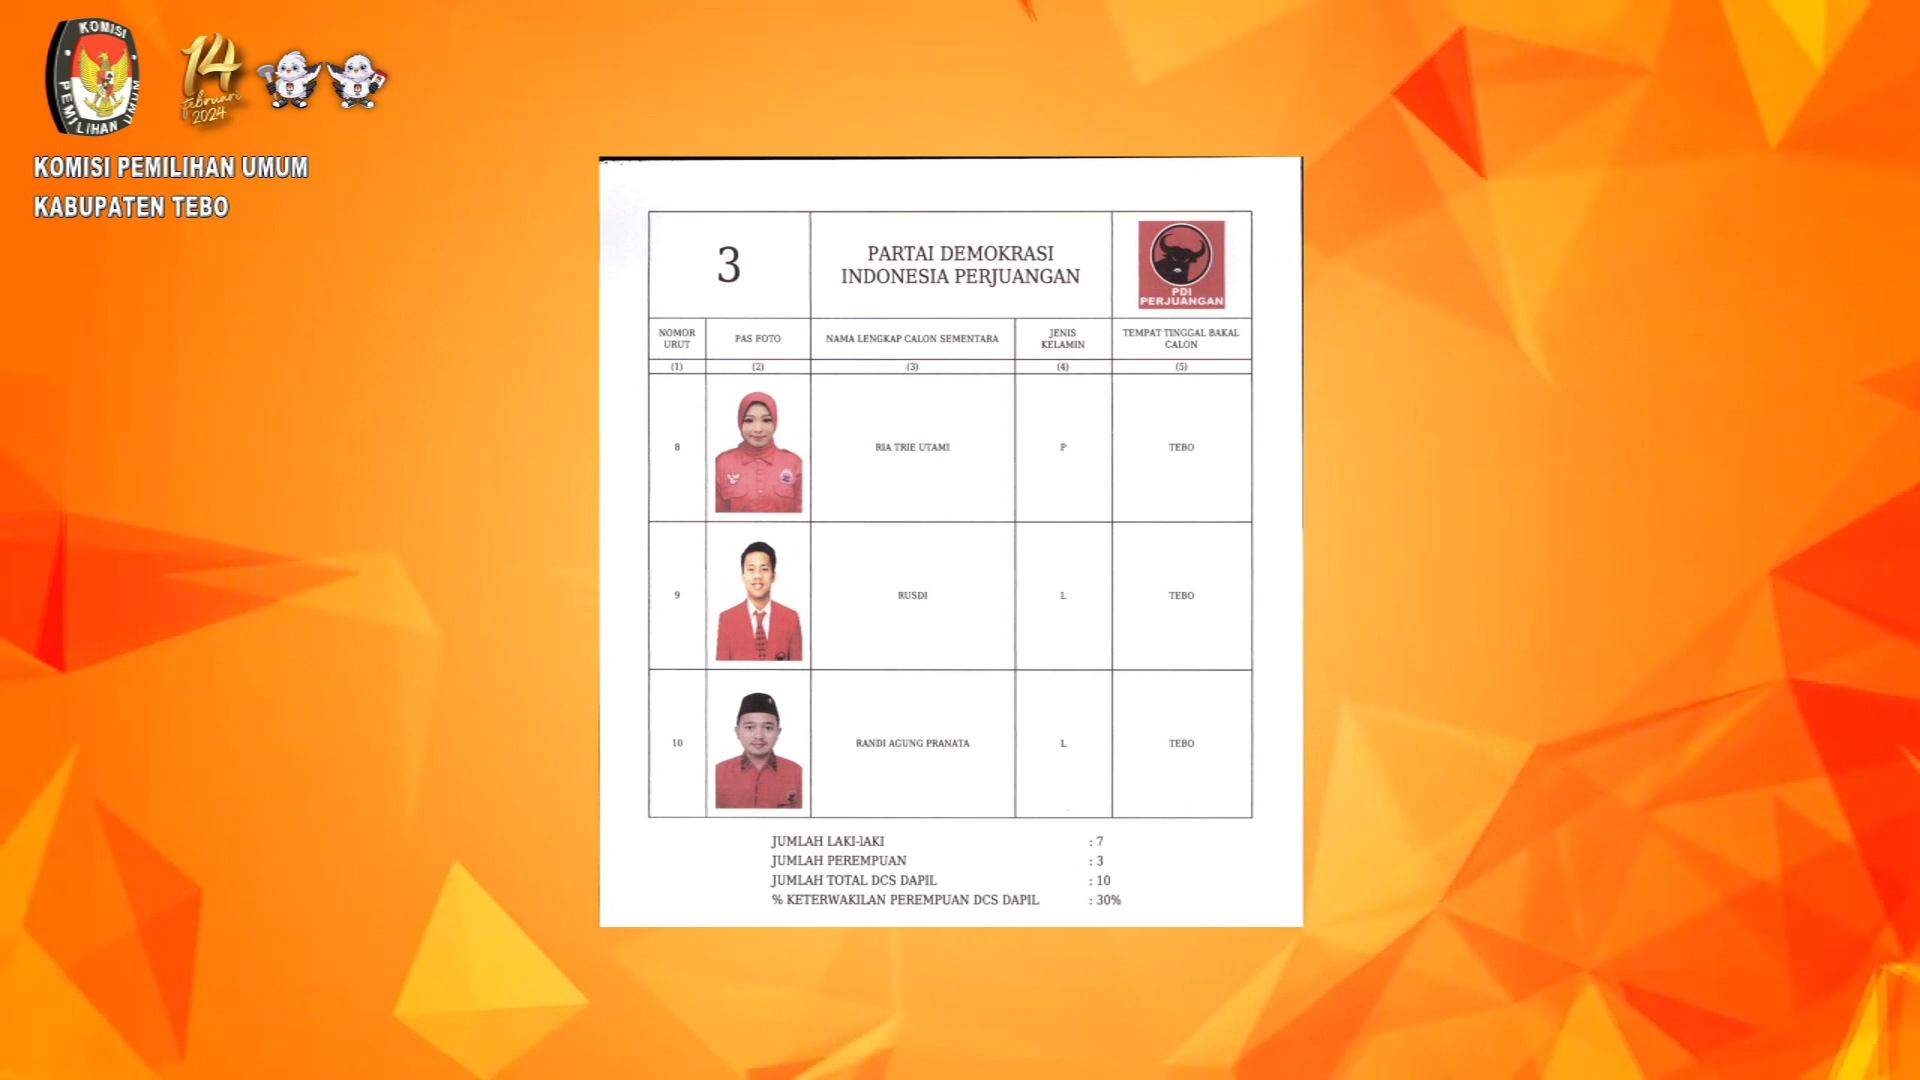 KOMISI
PEMILIHAN UMUM
14
Februari
2024
KOMISI PEMILIHAN UMUM
KABUPATEN TEBO
3
PARTAI DEMOKRASI
INDONESIA PERJUANGAN
PDI
PERJUANGAN
NOMOR
URUT
PAS FOTO
NAMA LENGKAP CALON SEMENTARA
JENIS
KELAMIN
TEMPAT TINGGAL BAKAL
CALON
(1) (2) (3) (4) (5)
8 RIA TRIE UTAMI P TEBO
9 RUSDI L TEBO
10 RANDI AGUNG PRANATA L TEBO
JUMLAH LAKI-lAKI : 7
JUMLAH PEREMPUAN : 3
JUMLAH TOTAL DCS DAPIL : 10
% KETERWAKILAN PEREMPUAN DCS DAPIL : 30%